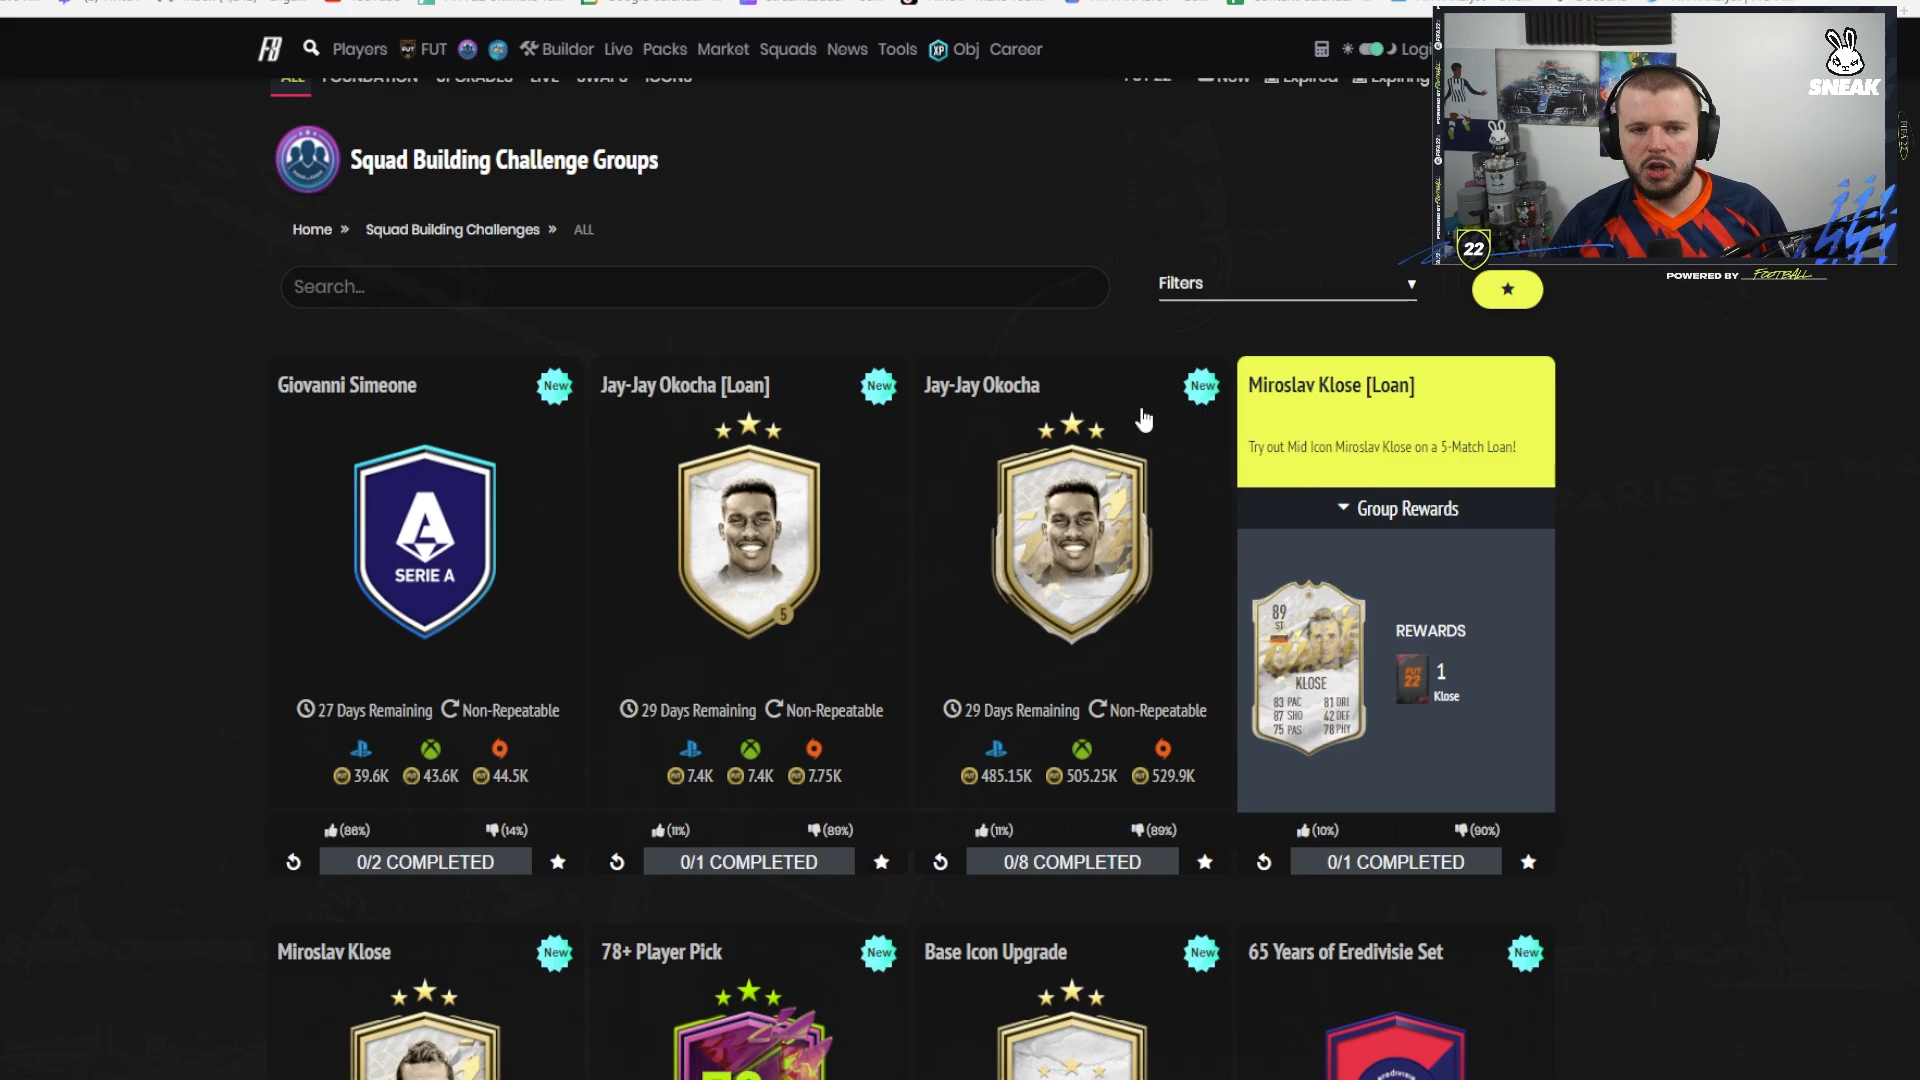 Players FUT Builder Live Packs Market Squads News Tools XP Obj Career
SNEAK
22
POWERED BY FOOTBALL
Squad Building Challenge Groups
Home » Squad Building Challenges » ALL
Search...
Filters
Giovanni Simeone
New
Jay-Jay Okocha [Loan]
New
Jay-Jay Okocha
New
Miroslav Klose [Loan]
Try out Mid Icon Miroslav Klose on a 5-Match Loan!
Group Rewards
SERIE A
5
89
ST
KLOSE
83 PAC 81 DRI
87 SHO 42 DEF
75 PAS 78 PHY
REWARDS
FUT 22
1
Klose
27 Days Remaining Non-Repeatable
29 Days Remaining Non-Repeatable
29 Days Remaining Non-Repeatable
39.6K 43.6K 44.5K
7.4K 7.4K 7.75K
485.15K 505.25K 529.9K
(86%) (14%)
(11%) (89%)
(11%) (89%)
(10%) (90%)
0/2 COMPLETED
0/1 COMPLETED
0/8 COMPLETED
0/1 COMPLETED
Miroslav Klose
New
78+ Player Pick
New
Base Icon Upgrade
New
65 Years of Eredivisie Set
New